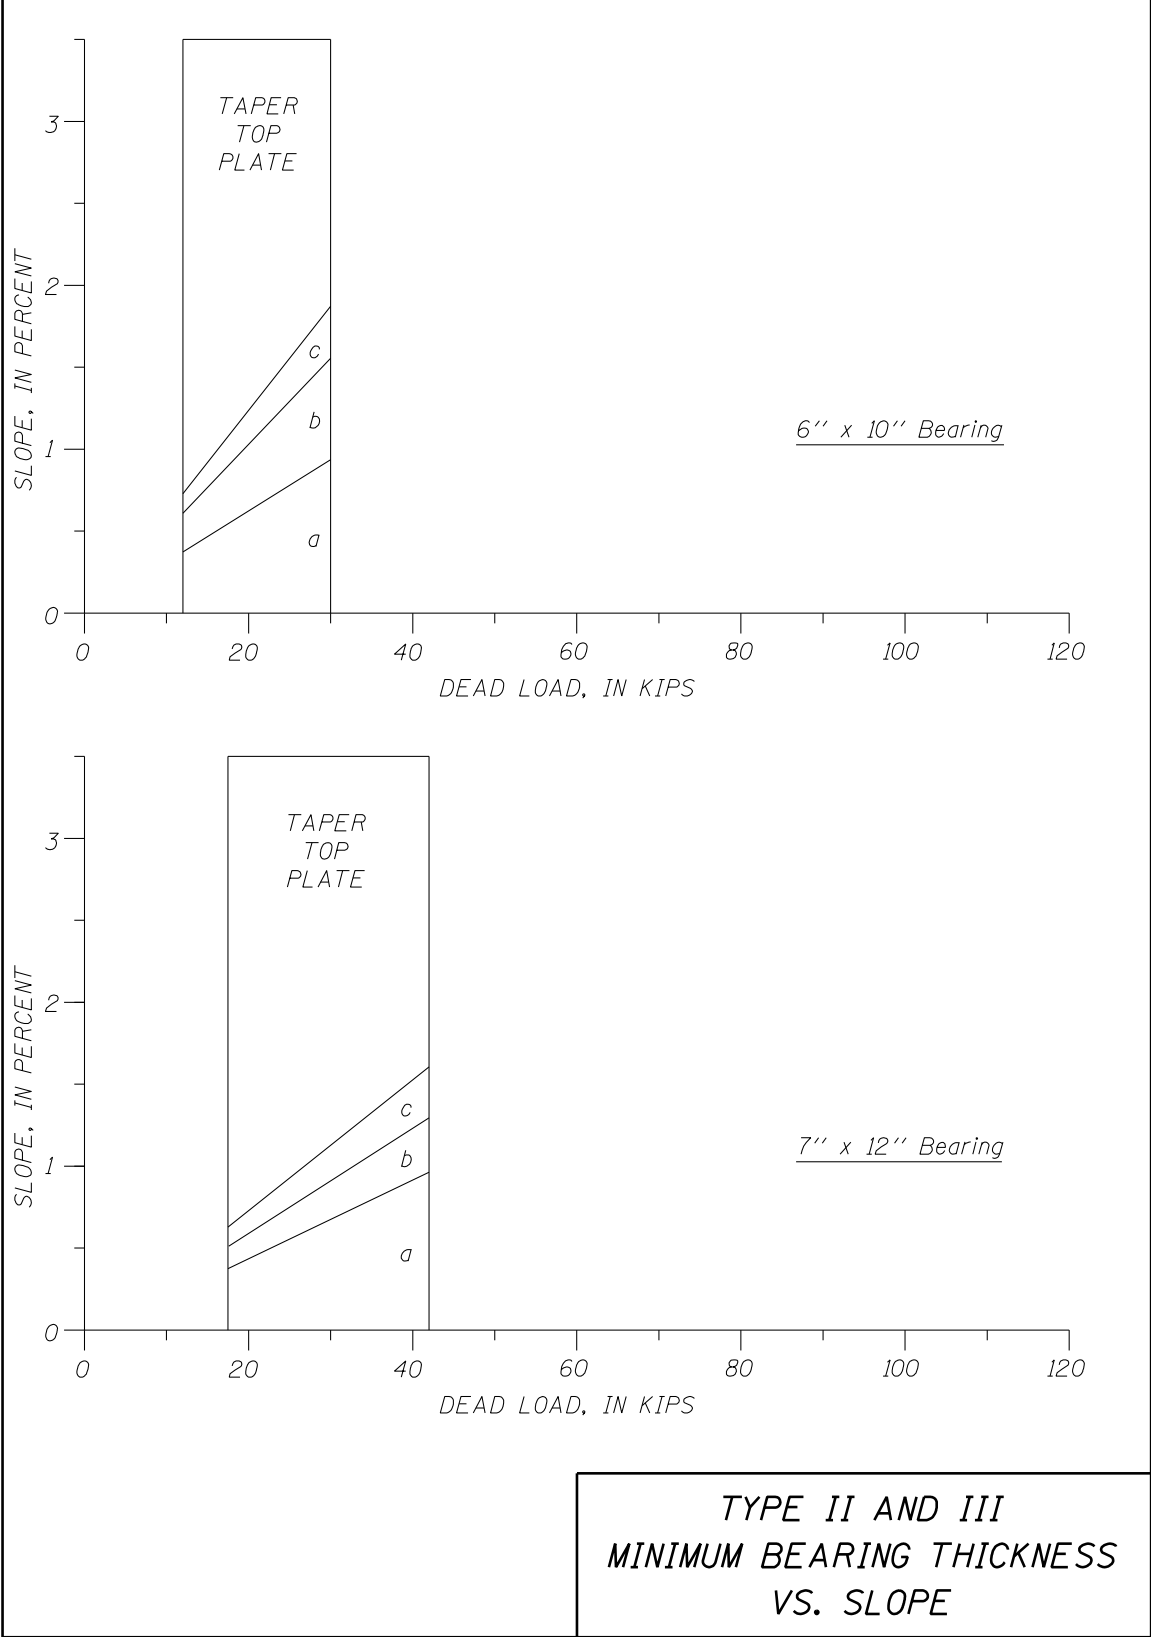 TAPER
TOP
PLATE
3
2
1
0
SLOPE, IN PERCENT
c
b
a
6'' x 10'' Bearing
0 20 40 60 80 100 120
DEAD LOAD, IN KIPS
TAPER
TOP
PLATE
3
2
1
0
SLOPE, IN PERCENT
c
b
a
7'' x 12'' Bearing
0 20 40 60 80 100 120
DEAD LOAD, IN KIPS
TYPE II AND III
MINIMUM BEARING THICKNESS
VS. SLOPE